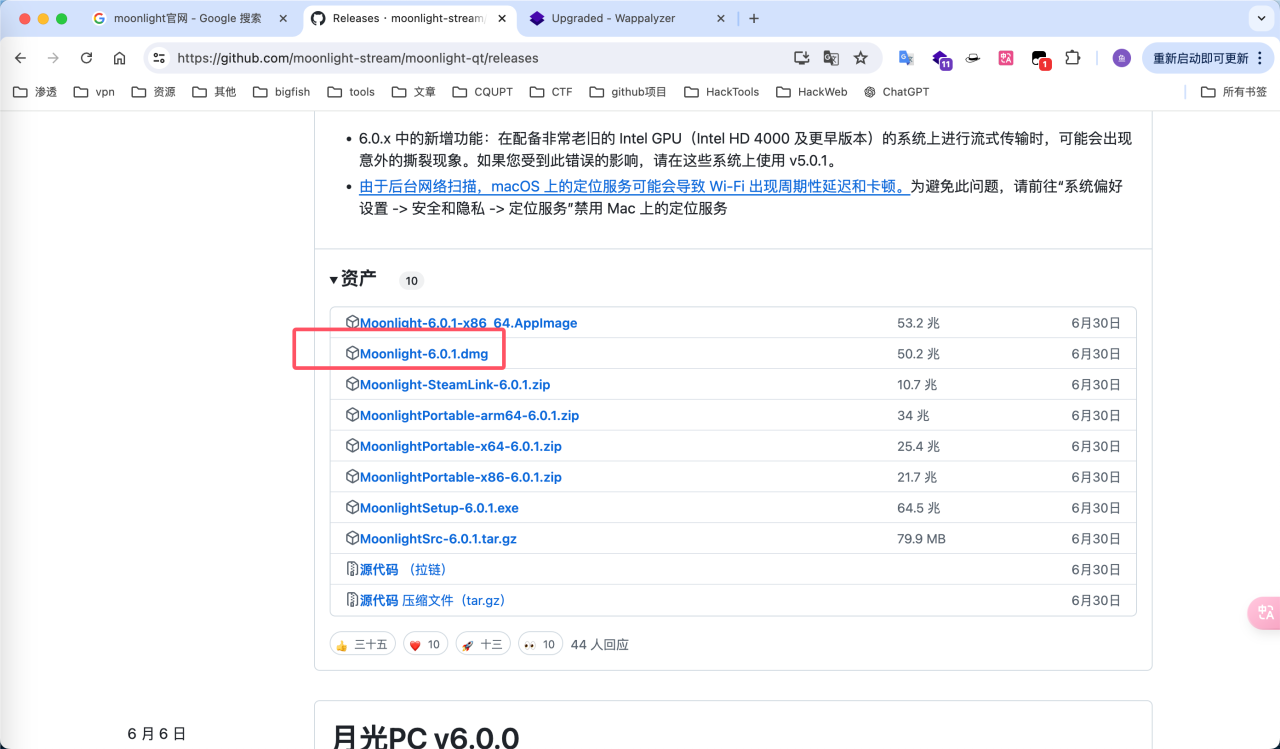 moonlight官网 - Google 搜索
Releases · moonlight-stream/
Upgraded - Wappalyzer
https://github.com/moonlight-stream/moonlight-qt/releases
11
1
重新启动即可更新
渗透 vpn 资源 其他 bigfish tools 文章 CQUPT CTF github项目 HackTools HackWeb ChatGPT 所有书签
6.0.x 中的新增功能：在配备非常老旧的 Intel GPU（Intel HD 4000 及更早版本）的系统上进行流式传输时，可能会出现
意外的撕裂现象。如果您受到此错误的影响，请在这些系统上使用 v5.0.1。
由于后台网络扫描，macOS 上的定位服务可能会导致 Wi-Fi 出现周期性延迟和卡顿。为避免此问题，请前往“系统偏好
设置 -> 安全和隐私 -> 定位服务”禁用 Mac 上的定位服务
资产 10
Moonlight-6.0.1-x86_64.AppImage 53.2 兆 6月30日
Moonlight-6.0.1.dmg 50.2 兆 6月30日
Moonlight-SteamLink-6.0.1.zip 10.7 兆 6月30日
MoonlightPortable-arm64-6.0.1.zip 34 兆 6月30日
MoonlightPortable-x64-6.0.1.zip 25.4 兆 6月30日
MoonlightPortable-x86-6.0.1.zip 21.7 兆 6月30日
MoonlightSetup-6.0.1.exe 64.5 兆 6月30日
MoonlightSrc-6.0.1.tar.gz 79.9 MB 6月30日
源代码 （拉链） 6月30日
源代码 压缩文件（tar.gz） 6月30日
三十五 10 十三 10 44 人回应
6 月 6 日
月光PC v6.0.0